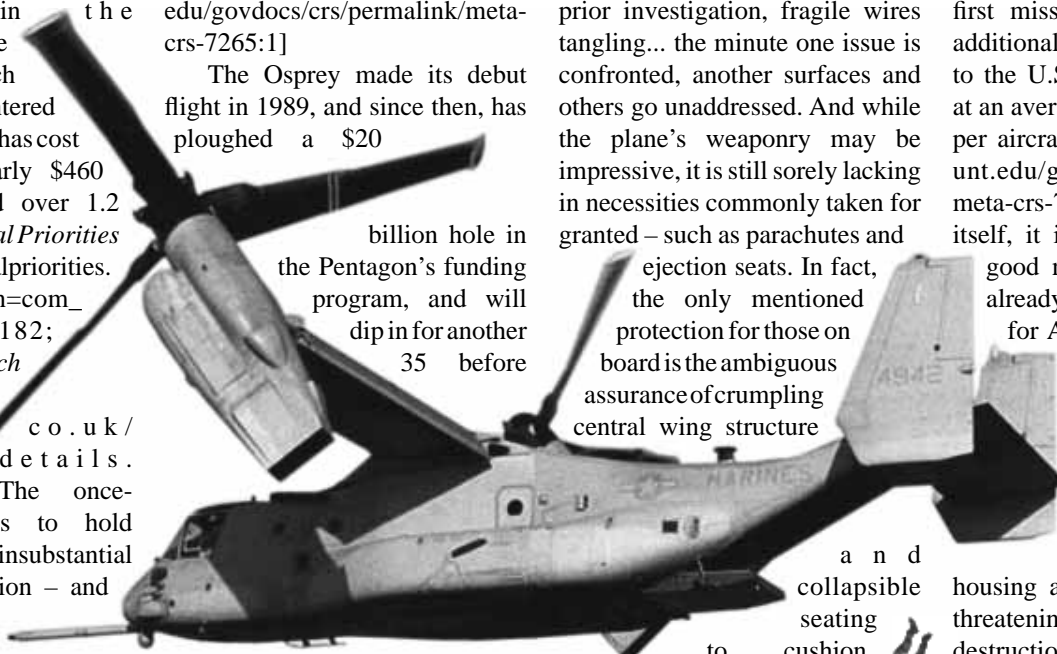 in the
e
ch
ntered
has cost
arly $460
d over 1.2
al Priorities
alpriorities.
n=com_
182;
ch
co.uk/
details.
The once-
s to hold
insubstantial
ion – and
edu/govdocs/crs/permalink/meta-
crs-7265:1]
The Osprey made its debut
flight in 1989, and since then, has
ploughed a $20
billion hole in
the Pentagon's funding
program, and will
dip in for another
35 before
prior investigation, fragile wires
tangling... the minute one issue is
confronted, another surfaces and
others go unaddressed. And while
the plane's weaponry may be
impressive, it is still sorely lacking
in necessities commonly taken for
granted – such as parachutes and
ejection seats. In fact,
the only mentioned
protection for those on
board is the ambiguous
assurance of crumpling
central wing structure
and
collapsible
seating
to cushion
first miss
additional
to the U.S
at an aver
per aircra
unt.edu/g
meta-crs-7
itself, it i
good n
already
for A
housing a
threatenin
destruction
4942
MARINES